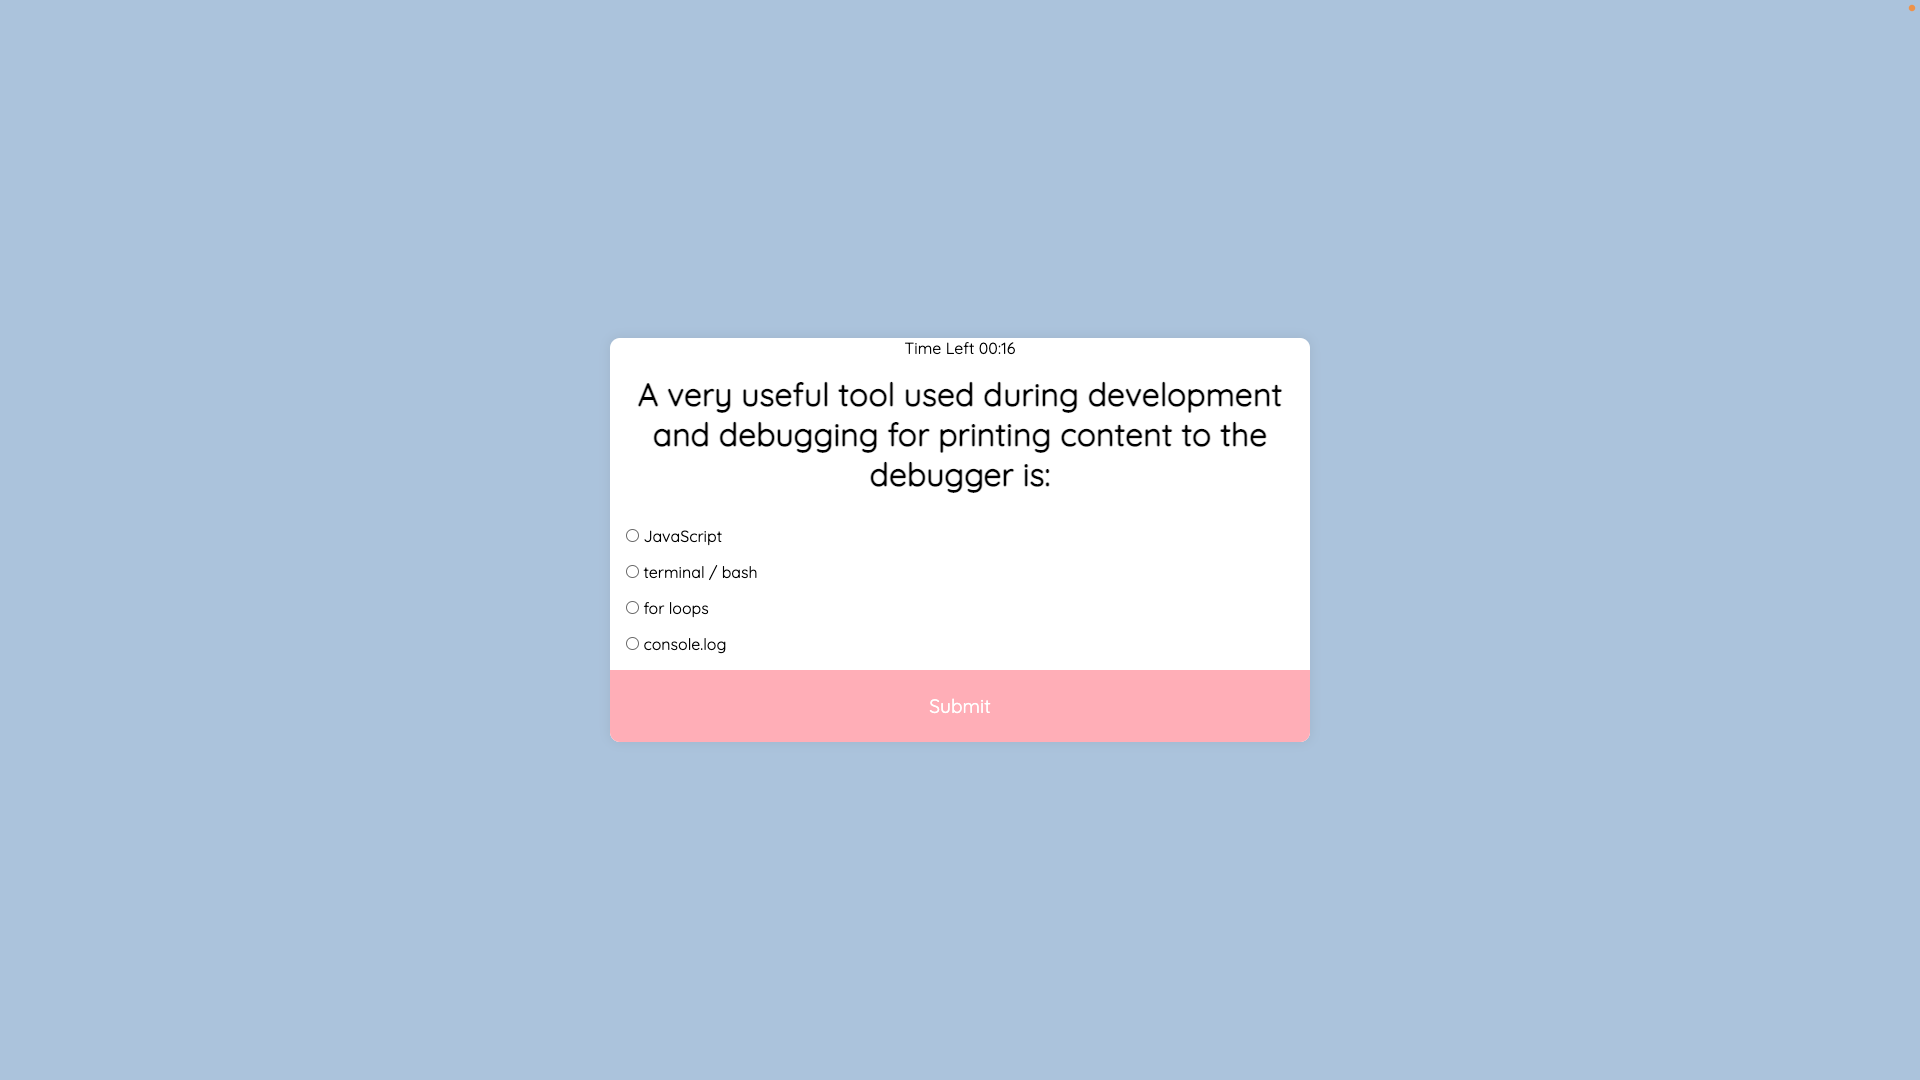 Time Left 00:16
A very useful tool used during development
and debugging for printing content to the
debugger is:
JavaScript
terminal / bash
for loops
console.log
Submit